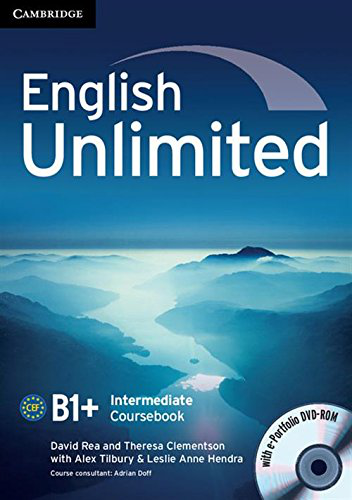 CAMBRIDGE
English
Unlimited
CEF
B1+
Intermediate
Coursebook
David Rea and Theresa Clementson
with Alex Tilbury & Leslie Anne Hendra
Course consultant: Adrian Doff
with e-Portfolio DVD-ROM